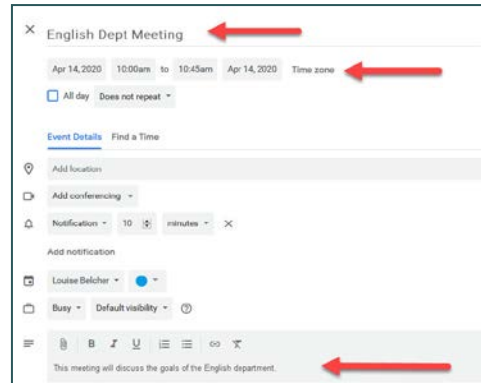 English Dept Meeting
Apr 14, 2020 10:00am to 10:45am Apr 14, 2020 Time zone
All day Does not repeat
Event Details Find a Time
Add location
Add conferencing
Notification 10 minutes
Add notification
Louise Belcher
Busy Default visibility
B I U
This meeting will discuss the goals of the English department.